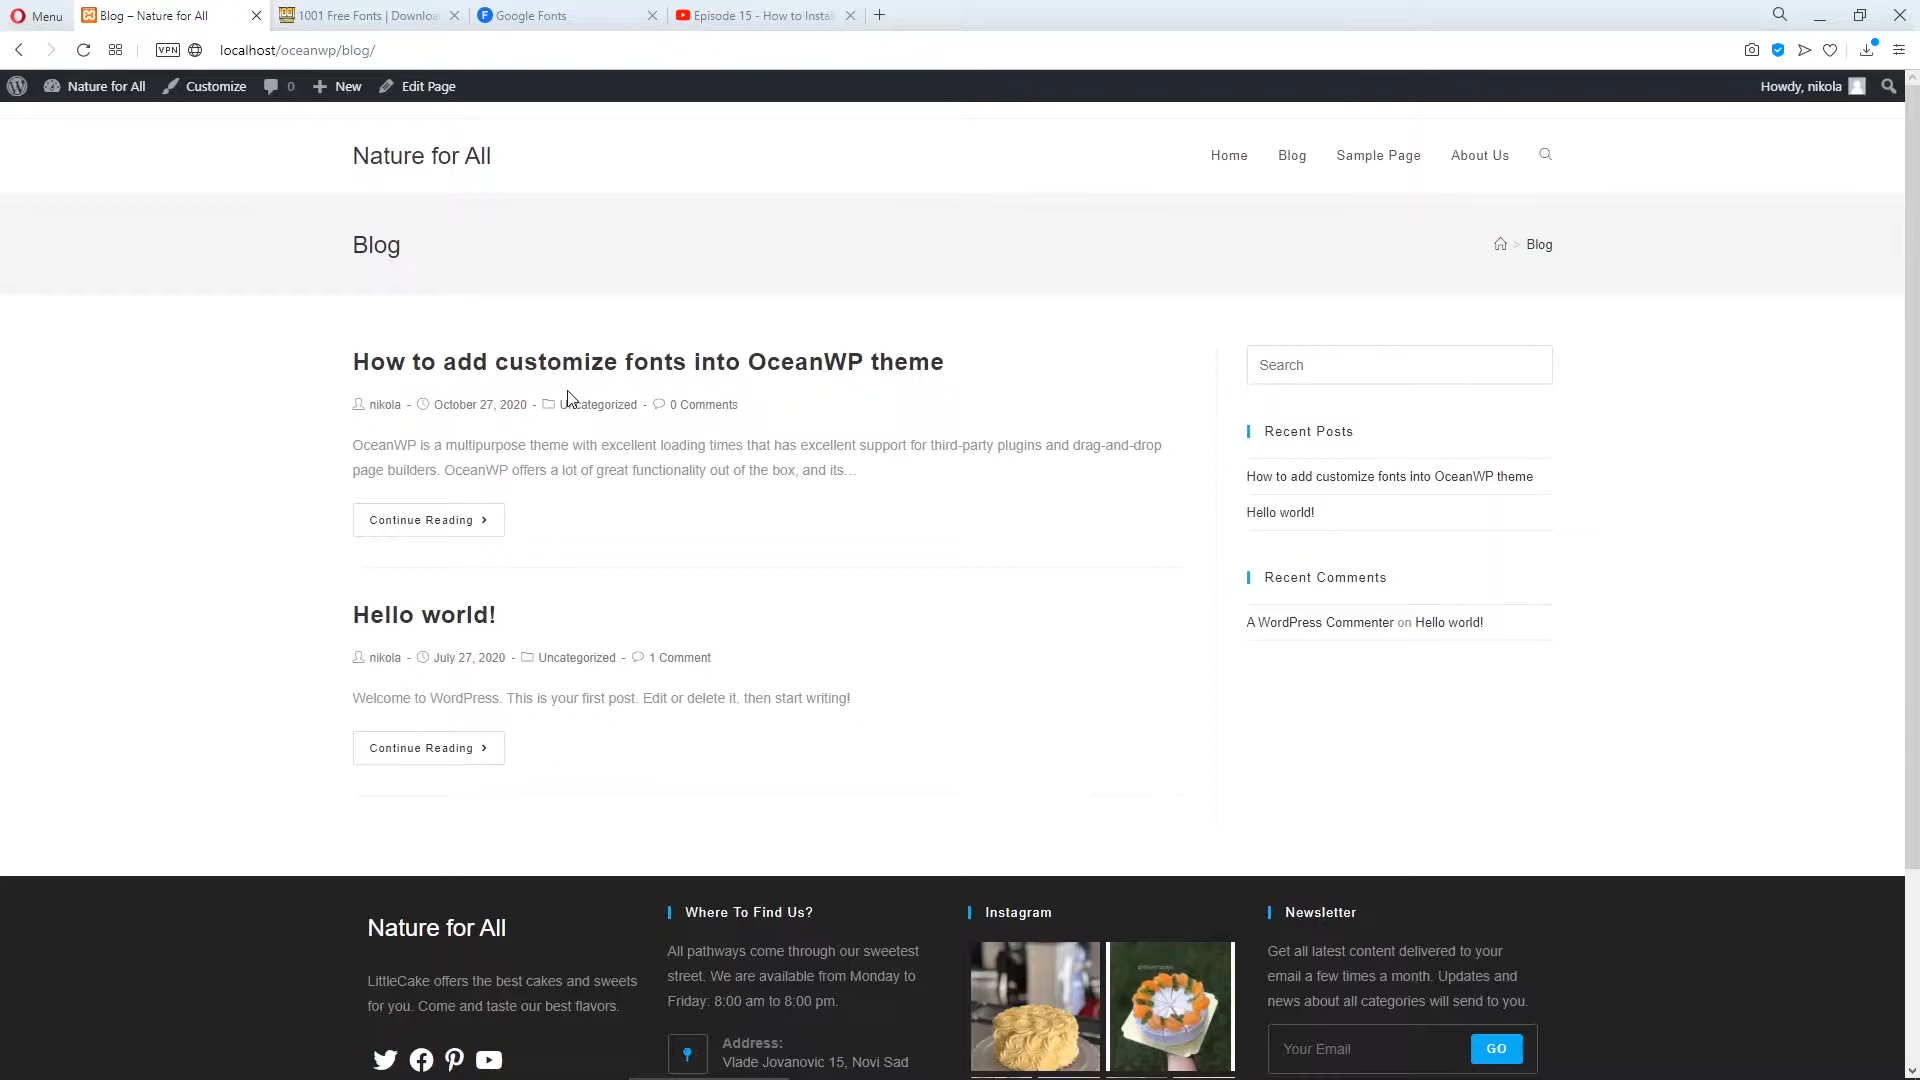 Menu
Blog – Nature for All
1001 Free Fonts | Downloa
Google Fonts
Episode 15 - How to Instal
VPN
localhost/oceanwp/blog/
Nature for All
Customize
0
New
Edit Page
Howdy, nikola
Nature for All
Home
Blog
Sample Page
About Us
Blog
> Blog
How to add customize fonts into OceanWP theme
nikola - October 27, 2020 - Uncategorized - 0 Comments
OceanWP is a multipurpose theme with excellent loading times that has excellent support for third-party plugins and drag-and-drop
page builders. OceanWP offers a lot of great functionality out of the box, and its…
Continue Reading
Hello world!
nikola - July 27, 2020 - Uncategorized - 1 Comment
Welcome to WordPress. This is your first post. Edit or delete it, then start writing!
Continue Reading
Search
Recent Posts
How to add customize fonts into OceanWP theme
Hello world!
Recent Comments
A WordPress Commenter on Hello world!
Nature for All
LittleCake offers the best cakes and sweets
for you. Come and taste our best flavors.
Where To Find Us?
All pathways come through our sweetest
street. We are available from Monday to
Friday: 8:00 am to 8:00 pm.
Address:
Vlade Jovanovic 15, Novi Sad
Instagram
Newsletter
Get all latest content delivered to your
email a few times a month. Updates and
news about all categories will send to you.
Your Email
GO